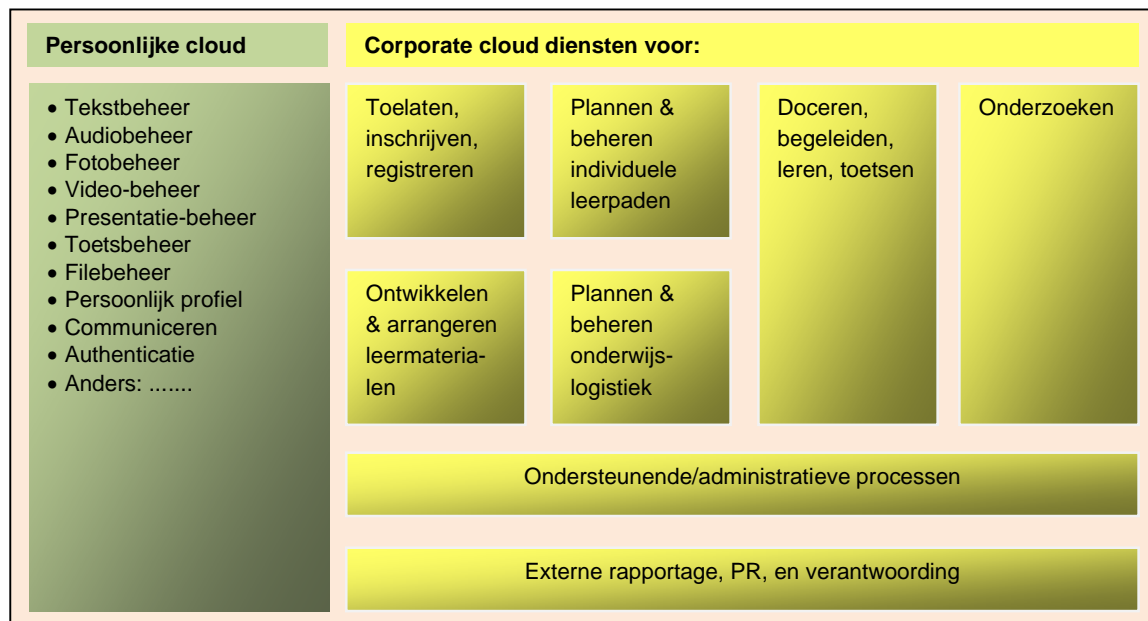 Persoonlijke cloud
• Tekstbeheer
• Audiobeheer
• Fotobeheer
• Video-beheer
• Presentatie-beheer
• Toetsbeheer
• Filebeheer
• Persoonlijk profiel
• Communiceren
• Authenticatie
• Anders: .......
Corporate cloud diensten voor:
Toelaten,
inschrijven,
registreren
Plannen &
beheren
individuele
leerpaden
Doceren,
begeleiden,
leren, toetsen
Onderzoeken
Ontwikkelen
& arrangeren
leermateria-
len
Plannen &
beheren
onderwijs-
logistiek
Ondersteunende/administratieve processen
Externe rapportage, PR, en verantwoording